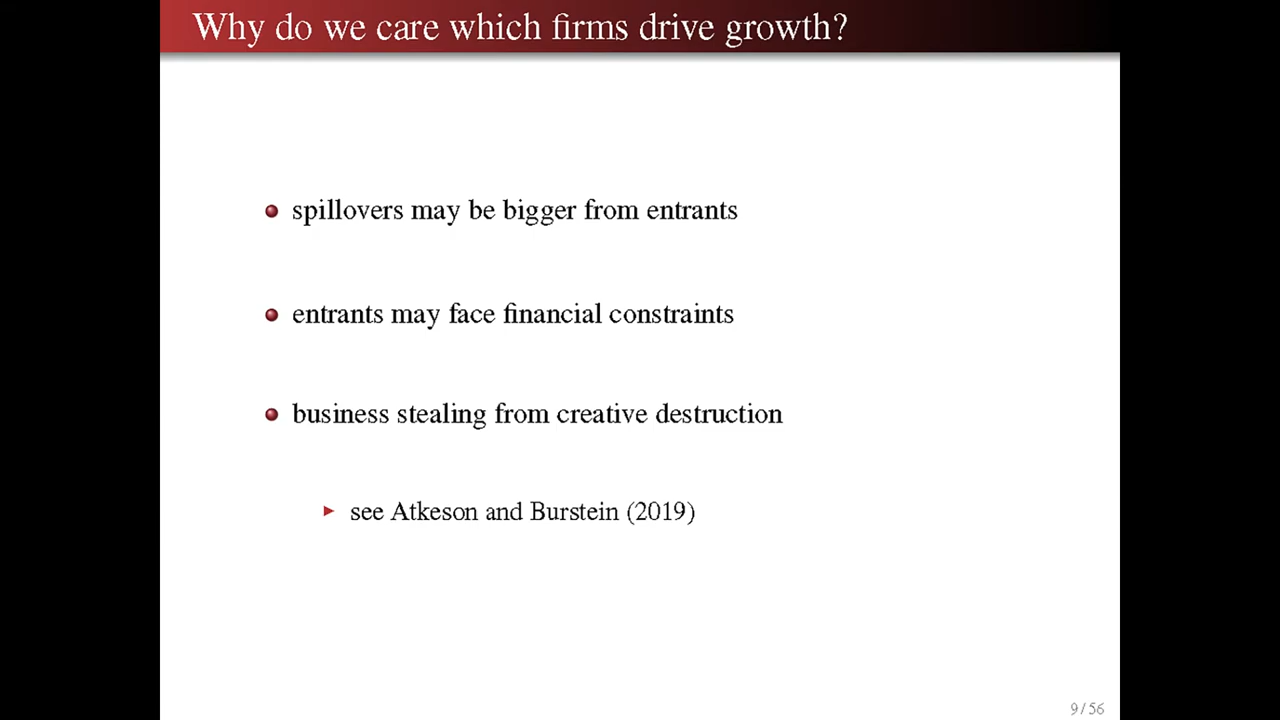 Why do we care which firms drive growth?
spillovers may be bigger from entrants
entrants may face financial constraints
business stealing from creative destruction
see Atkeson and Burstein (2019)
9 / 56